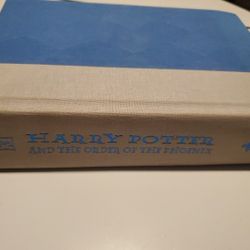 HARRY POTTER
AND THE ORDER OF THE PHOENIX